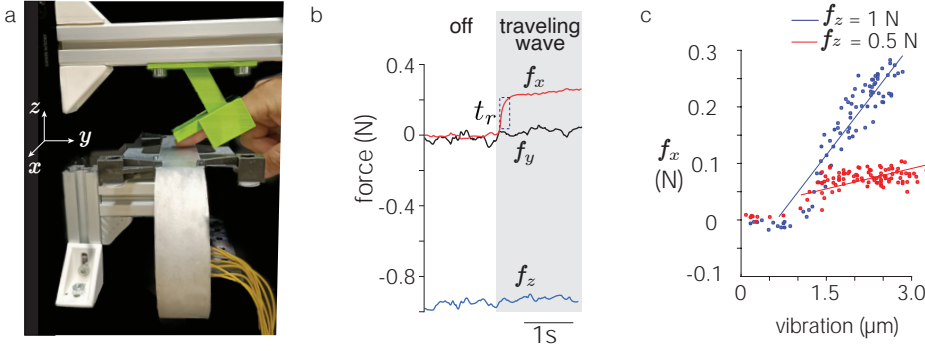 a
z
y
x
b
off
traveling
wave
0.4
0
-0.4
-0.8
force (N)
f_x
t_r
f_y
f_z
1s
c
f_z = 1 N
f_z = 0.5 N
0.3
0.2
0.1
0
-0.1
f_x
(N)
0
1.5
3.0
vibration (µm)